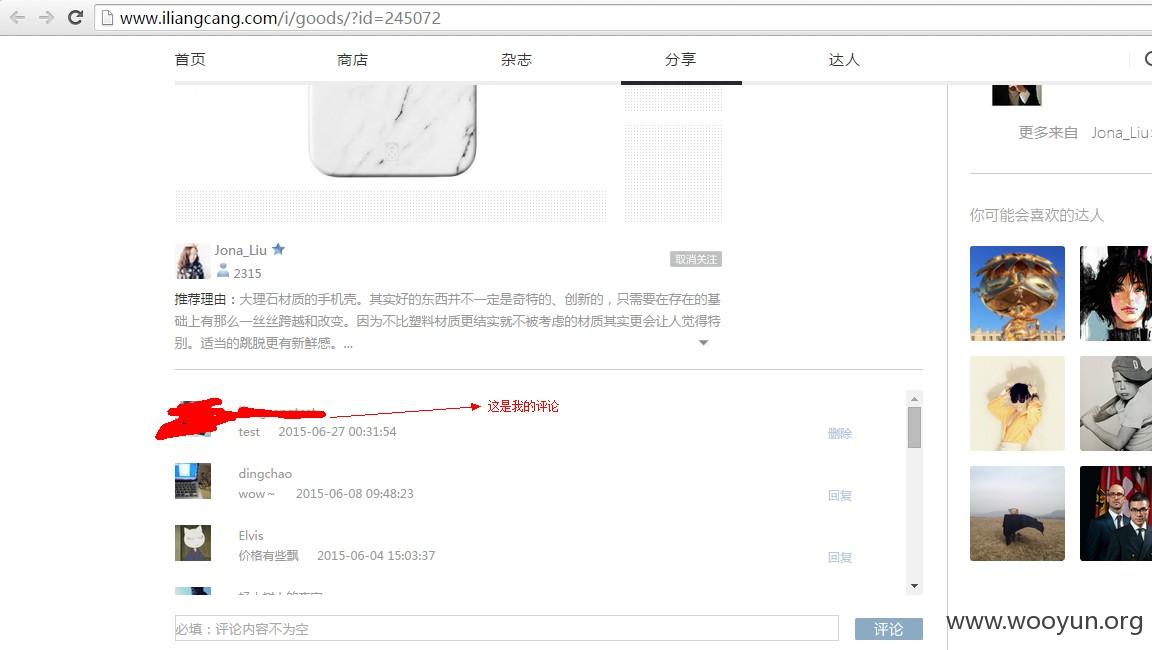 www.iliangcang.com/i/goods/?id=245072
首页 商店 杂志 分享 达人
更多来自 Jona_Liu
你可能会喜欢的达人
Jona_Liu
2315
取消关注
推荐理由：大理石材质的手机壳。其实好的东西并不一定是奇特的、创新的，只需要在存在的基
础上有那么一丝丝跨越和改变。因为不比塑料材质更结实就不被考虑的材质其实更会让人觉得特
别。适当的跳脱更有新鲜感。...
这是我的评论
test 2015-06-27 00:31:54 删除
dingchao
wow～ 2015-06-08 09:48:23 回复
Elvis
价格有些飘 2015-06-04 15:03:37 回复
必填：评论内容不为空 评论
www.wooyun.org